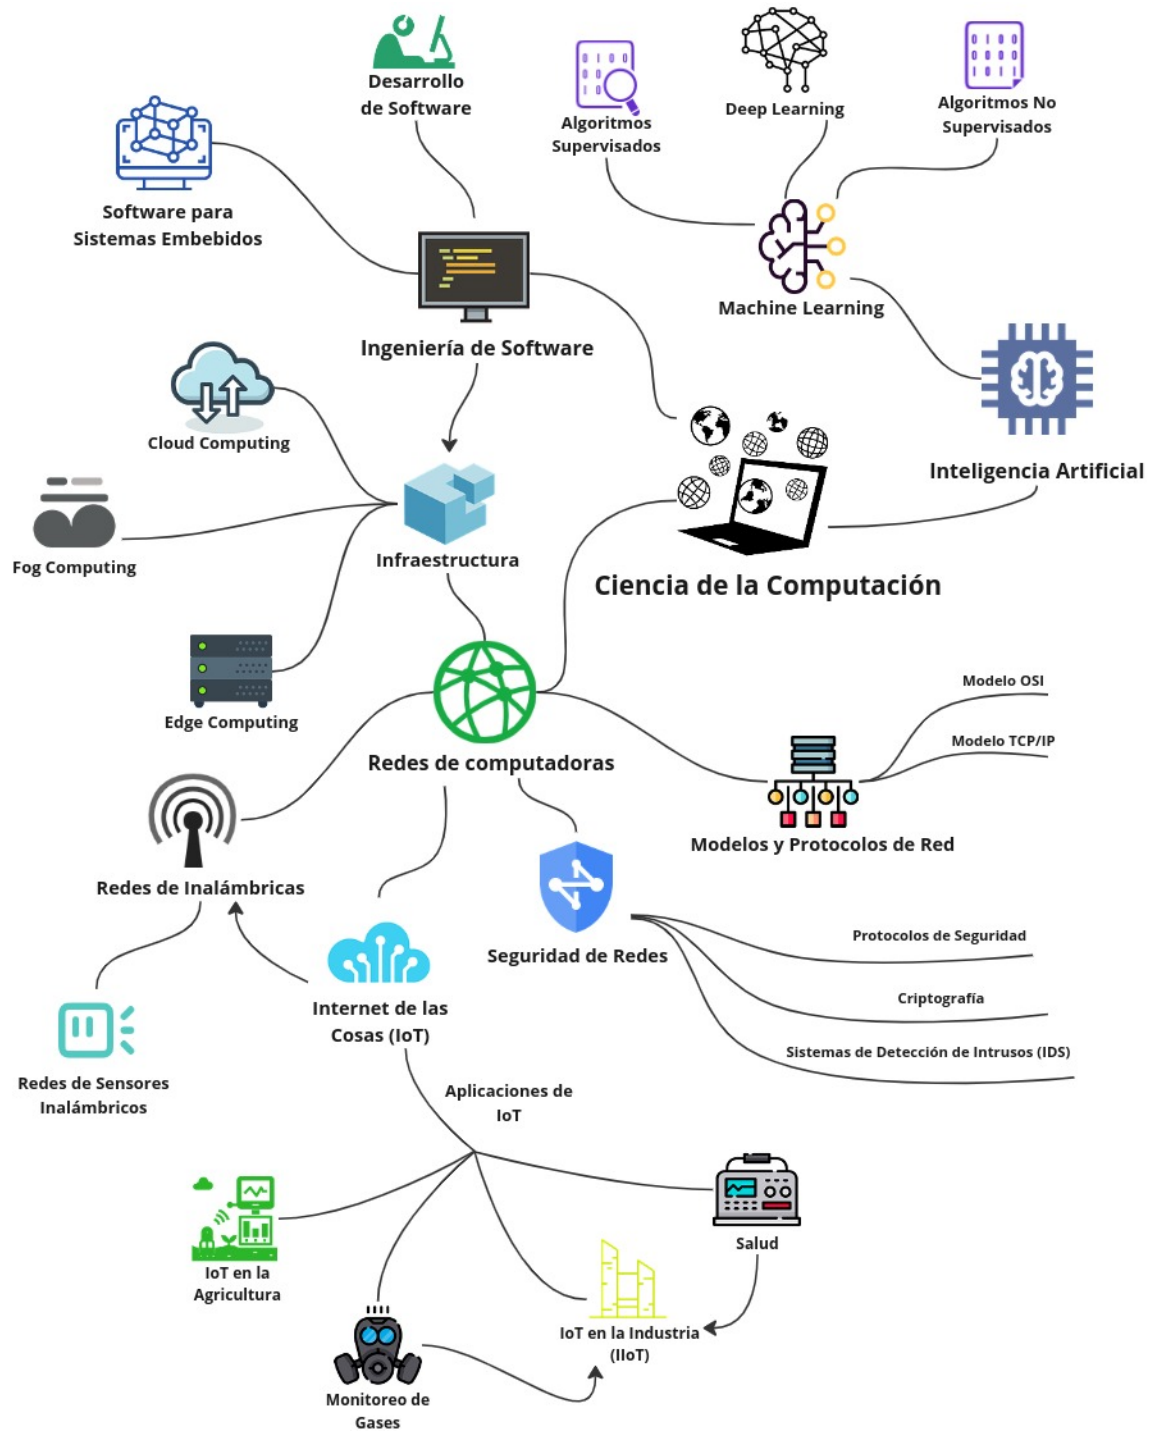 Desarrollo
de Software
Algoritmos
Supervisados
Deep Learning
Algoritmos No
Supervisados
Software para
Sistemas Embebidos
Machine Learning
Ingeniería de Software
Cloud Computing
Inteligencia Artificial
Fog Computing
Infraestructura
Ciencia de la Computación
Edge Computing
Redes de computadoras
Modelo OSI
Modelo TCP/IP
Modelos y Protocolos de Red
Redes de Inalámbricas
Seguridad de Redes
Protocolos de Seguridad
Criptografía
Sistemas de Detección de Intrusos (IDS)
Internet de las
Cosas (IoT)
Redes de Sensores
Inalámbricos
Aplicaciones de
IoT
Salud
IoT en la
Agricultura
IoT en la Industria
(IIoT)
Monitoreo de
Gases